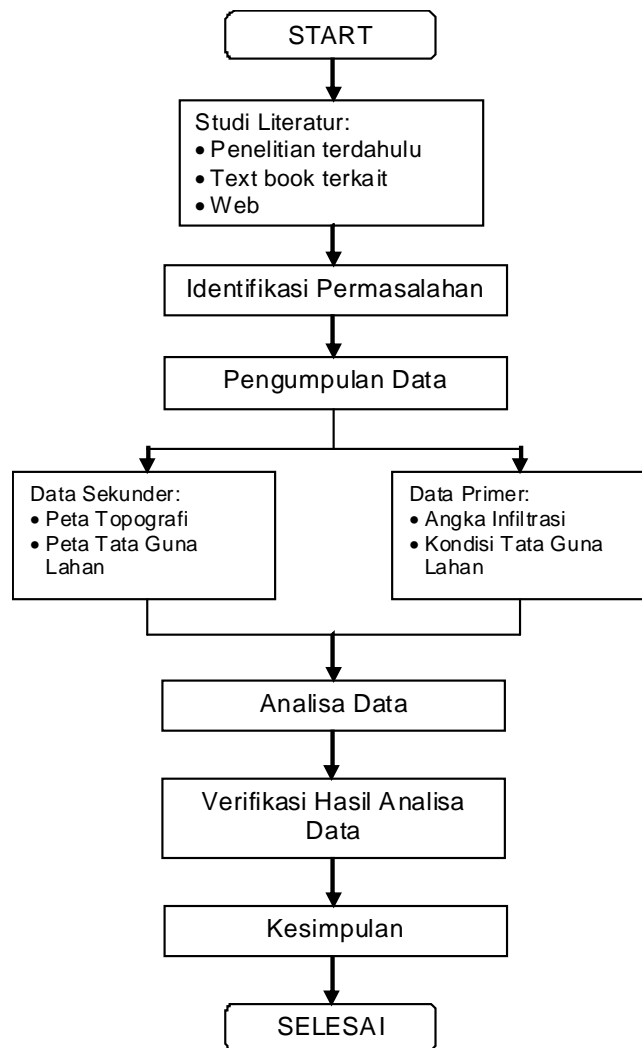 START
Studi Literatur:
• Penelitian terdahulu
• Text book terkait
• Web
Identifikasi Permasalahan
Pengumpulan Data
Data Sekunder:
• Peta Topografi
• Peta Tata Guna
Lahan
Data Primer:
• Angka Infiltrasi
• Kondisi Tata Guna
Lahan
Analisa Data
Verifikasi Hasil Analisa
Data
Kesimpulan
SELESAI